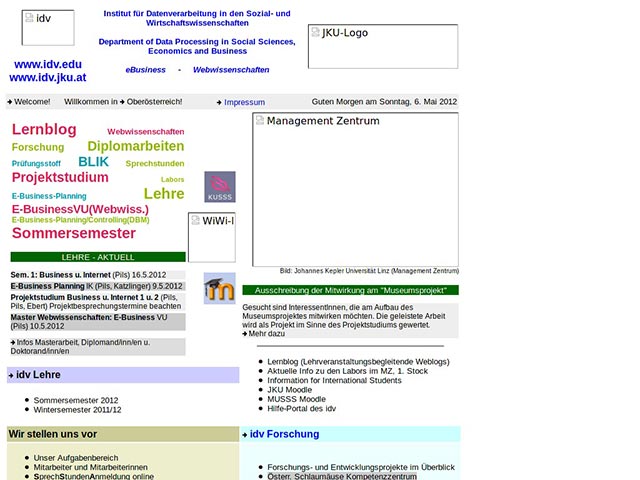 idv
Institut für Datenverarbeitung in den Sozial- und
Wirtschaftswissenschaften
Department of Data Processing in Social Sciences,
Economics and Business
eBusiness - Webwissenschaften
JKU-Logo
www.idv.edu
www.idv.jku.at
Welcome! Willkommen in Oberösterreich! Impressum Guten Morgen am Sonntag, 6. Mai 2012
Lernblog Webwissenschaften
Forschung Diplomarbeiten
Prüfungsstoff BLIK Sprechstunden
Projektstudium Labors
E-Business-Planning Lehre
E-BusinessVU(Webwiss.)
E-Business-Planning/Controlling(DBM)
Sommersemester
KUSSS
WiWi-I
Management Zentrum
Bild: Johannes Kepler Universität Linz (Management Zentrum)
LEHRE - AKTUELL
Sem. 1: Business u. Internet (Pils) 16.5.2012
E-Business Planning IK (Pils, Katzlinger) 9.5.2012
Projektstudium Business u. Internet 1 u. 2 (Pils,
Pils, Ebert) Projektbesprechungstermine beachten
Master Webwissenschaften: E-Business VU
(Pils) 10.5.2012
Infos Masterarbeit, Diplomand/inn/en u.
Doktorand/inn/en
Ausschreibung der Mitwirkung am "Museumsprojekt"
Gesucht sind InteressentInnen, die am Aufbau des
Museumsprojektes mitwirken möchten. Die geleistete Arbeit
wird als Projekt im Sinne des Projektstudiums gewertet.
Mehr dazu
Lernblog (Lehrveranstaltungsbegleitende Weblogs)
Aktuelle Info zu den Labors im MZ, 1. Stock
Information for International Students
JKU Moodle
MUSSS Moodle
Hilfe-Portal des idv
idv Lehre
Sommersemester 2012
Wintersemester 2011/12
Wir stellen uns vor
Unser Aufgabenbereich
Mitarbeiter und Mitarbeiterinnen
SprechStundenAnmeldung online
idv Forschung
Forschungs- und Entwicklungsprojekte im Überblick
Österr. Schlaumäuse Kompetenzzentrum